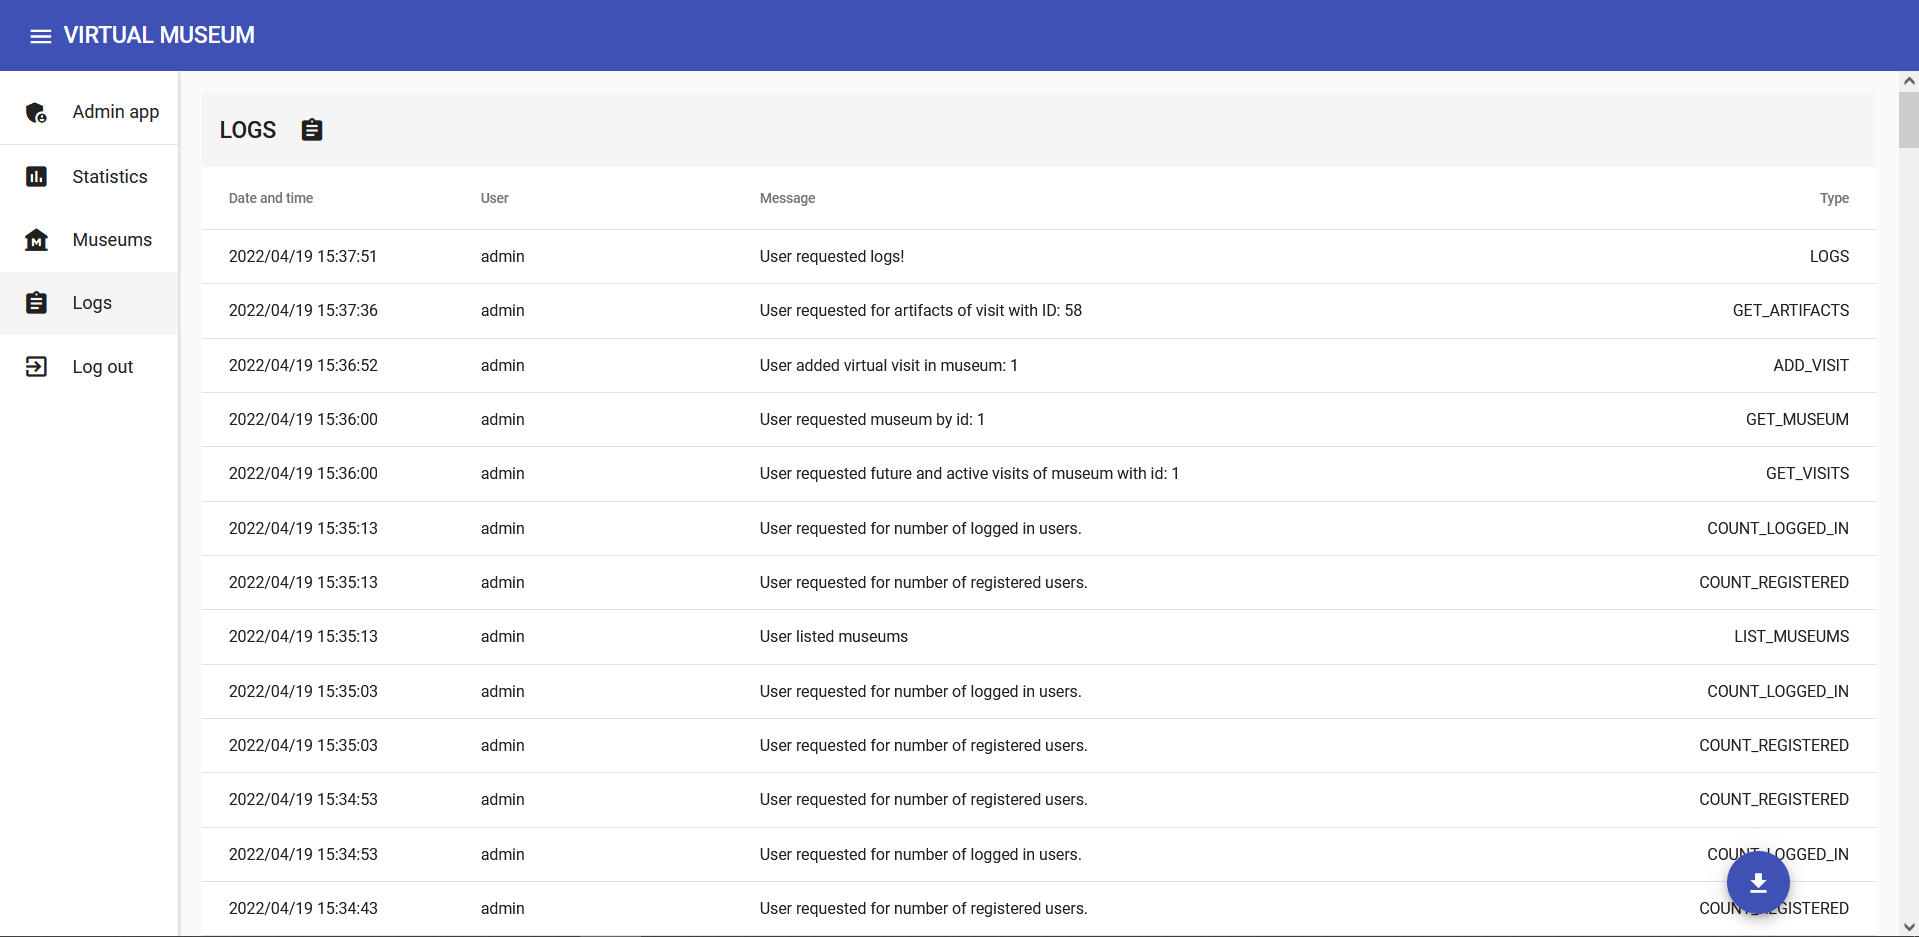 VIRTUAL MUSEUM
Admin app
Statistics
Museums
Logs
Log out
LOGS
Date and time User Message Type
2022/04/19 15:37:51 admin User requested logs! LOGS
2022/04/19 15:37:36 admin User requested for artifacts of visit with ID: 58 GET_ARTIFACTS
2022/04/19 15:36:52 admin User added virtual visit in museum: 1 ADD_VISIT
2022/04/19 15:36:00 admin User requested museum by id: 1 GET_MUSEUM
2022/04/19 15:36:00 admin User requested future and active visits of museum with id: 1 GET_VISITS
2022/04/19 15:35:13 admin User requested for number of logged in users. COUNT_LOGGED_IN
2022/04/19 15:35:13 admin User requested for number of registered users. COUNT_REGISTERED
2022/04/19 15:35:13 admin User listed museums LIST_MUSEUMS
2022/04/19 15:35:03 admin User requested for number of logged in users. COUNT_LOGGED_IN
2022/04/19 15:35:03 admin User requested for number of registered users. COUNT_REGISTERED
2022/04/19 15:34:53 admin User requested for number of registered users. COUNT_REGISTERED
2022/04/19 15:34:53 admin User requested for number of logged in users. COUNT_LOGGED_IN
2022/04/19 15:34:43 admin User requested for number of registered users. COUNT_REGISTERED